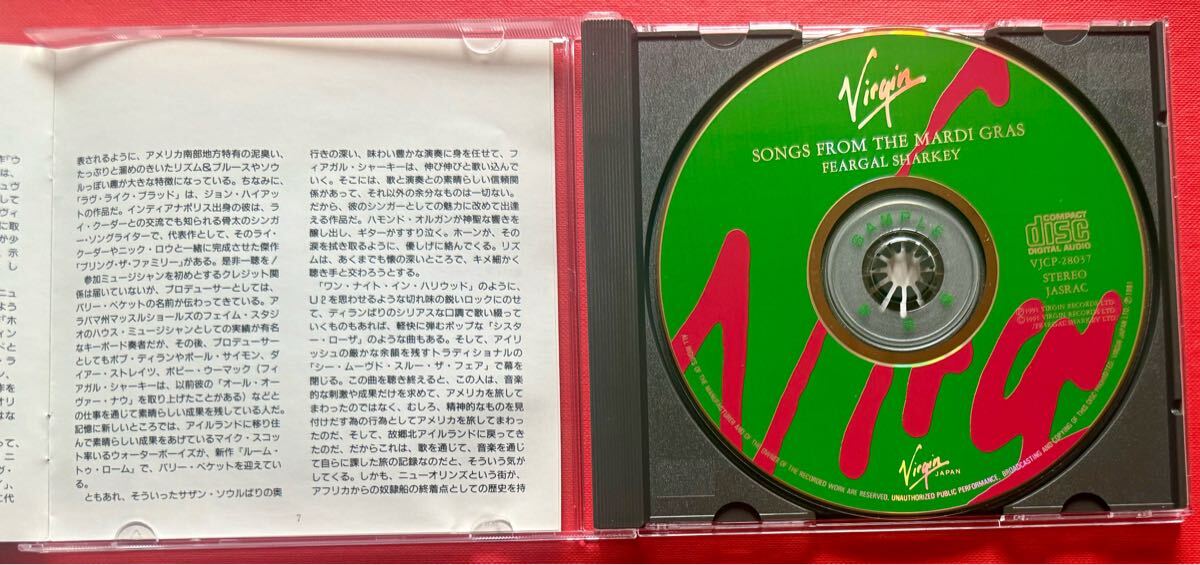 表されるように、アメリカ南部地方特有の泥臭い、
たっぷりと溜めのきいたリズム&ブルースやソウ
ルっぽい趣が大きな特徴になっている。ちなみに、
「ラヴ・ライク・ブラッド」は、ジョン・ハイアッ
トの作品だ。インディアナポリス出身の彼は、ラ
イ・クーダーとの交流でも知られる骨太のシンガ
ー・ソングライターで、代表作として、そのライ・
クーダーやニック・ロウと一緒に完成させた傑作
「ブリング・ザ・ファミリー」がある。是非一聴を!
参加ミュージシャンを初めとするクレジット関
係は届いていないが、プロデューサーとしては、
バリー・ベケットの名前が伝わってきている。ア
ラバマ州マッスルショールズのフェイム・スタジ
オのハウス・ミュージシャンとしての実績が有名
なキーボード奏者だが、その後、プロデューサー
としてもボブ・ディランやポール・サイモン、ダ
イアー・ストレイツ、ボビー・ウーマック(フィ
アガル・シャーキーは、以前彼の「オール・オー
ヴァー・ナウ」を取り上げたことがある)などと
の仕事を通じて素晴らしい成果を残している人だ。
記憶に新しいところでは、アイルランドに移り住
んで素晴らしい成果をあげているマイク・スコッ
ト率いるウォーターボーイズが、新作「ルーム・
トゥ・ローム」で、バリー・ベケットを迎えてい
る。
ともあれ、そういったサザン・ソウルばりの奥
行きの深い、味わい豊かな演奏に身を任せて、フ
ィアガル・シャーキーは、伸び伸びと歌い込んで
いく。そこには、歌と演奏との素晴らしい信頼関
係があって、それ以外の余分なものは一切ない。
だから、彼のシンガーとしての魅力に改めて出逢
える作品だ。ハモンド・オルガンが神聖な響きを
醸し出し、ギターがすすり泣く。ホーンが、その
涙を拭き取るように、優しげに絡んでくる。リズ
ムは、あくまでも懐の深いところで、キメ細かく
聴き手と交わろうとする。
「ワン・ナイト・イン・ハリウッド」のように、
U2を思わせるような切れ味の鋭いロックにのせ
て、ディランばりのシリアスな口調で歌い綴って
いくものもあれば、軽快に弾むポップな「シスタ
ー・ローザ」のような曲もある。そして、アイ
リッシュの厳かな余韻を残すトラディショナルの
「シー・ムーヴド・スルー・ザ・フェア」で幕を
閉じる。この曲を聴き終えると、この人は、音楽
的な刺激や成果だけを求めて、アメリカを旅して
まわったのではなく、むしろ、精神的なものを見
付けだす為の行為としてアメリカを旅してまわっ
たのだ、そして、故郷北アイルランドに戻ってき
たのだ、だからこれは、歌を通じて、音楽を通じ
て自らに課した旅の記録なのだと、そういう気が
してくる。しかも、ニューオリンズという街が、
アフリカからの奴隷船の終着点としての歴史を持
7
Virgin
SONGS FROM THE MARDI GRAS
FEARGAL SHARKEY
SAMPLE
COMPACT
disc
DIGITAL AUDIO
VJCP-28037
STEREO
JASRAC
Ⓟ1991 VIRGIN RECORDS LTD.
©1991 VIRGIN RECORDS LTD.
/FEARGAL SHARKEY LTD.
Virgin
Virgin
JAPAN
ALL RIGHTS OF THE MANUFACTURER AND OF THE OWNER OF THE RECORDED WORK ARE RESERVED. UNAUTHORIZED PUBLIC PERFORMANCE, BROADCASTING AND COPYING OF THIS DISC PROHIBITED.